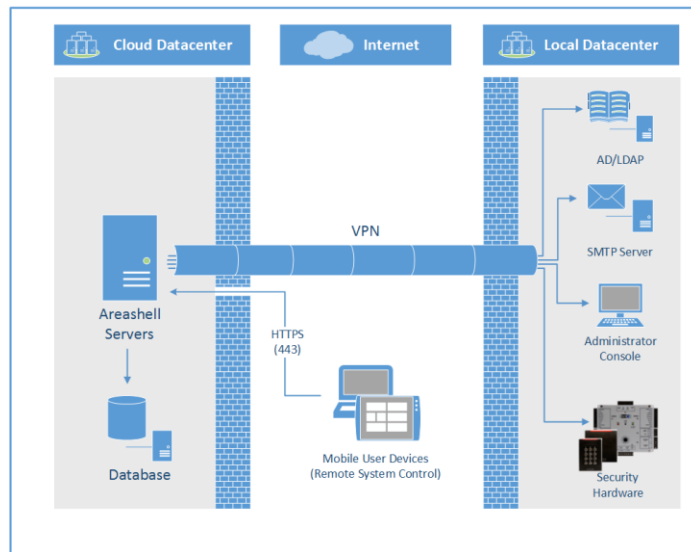 Cloud Datacenter
Internet
Local Datacenter
AD/LDAP
SMTP Server
VPN
Areashell
Servers
HTTPS
(443)
Administrator
Console
Database
Mobile User Devices
(Remote System Control)
Security
Hardware